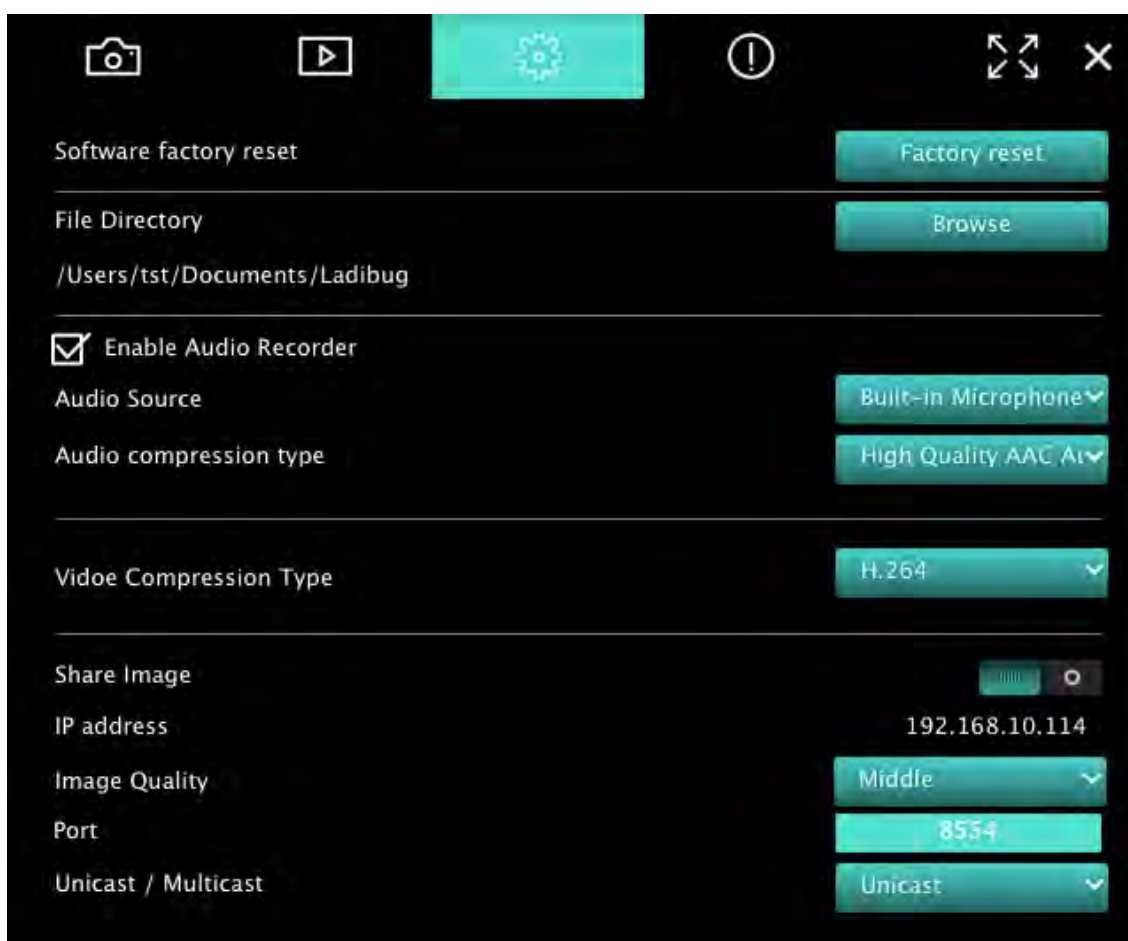 Software factory reset Factory reset
File Directory Browse
/Users/tst/Documents/Ladibug
Enable Audio Recorder
Audio Source Built-in Microphone
Audio compression type High Quality AAC Au
Vidoe Compression Type H.264
Share Image
IP address 192.168.10.114
Image Quality Middle
Port 8554
Unicast / Multicast Unicast